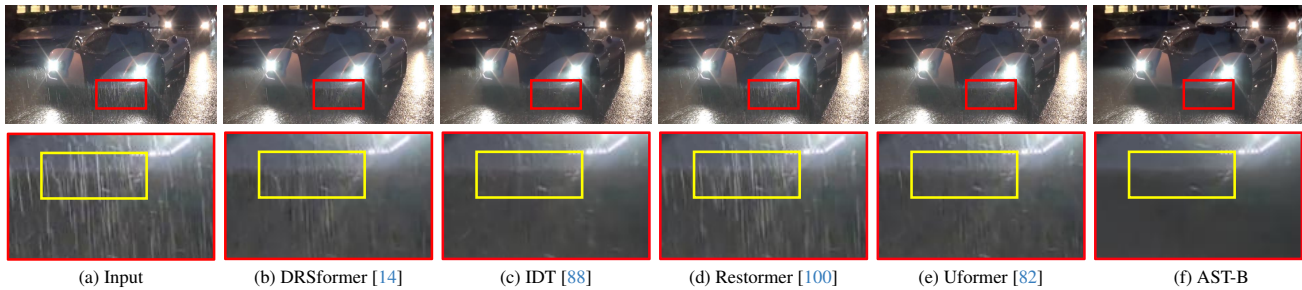 (a) Input
(b) DRSformer [14]
(c) IDT [88]
(d) Restormer [100]
(e) Uformer [82]
(f) AST-B